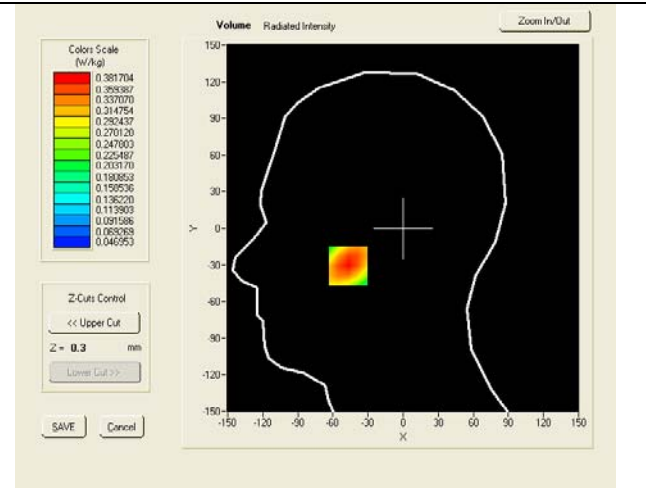 Volume Radiated Intensity
Zoom In/Out
Colors Scale
(W/kg)
0.381704
0.359387
0.337070
0.314754
0.292437
0.270120
0.247803
0.225487
0.203170
0.180853
0.158536
0.136220
0.113903
0.091586
0.069269
0.046953
Z-Cuts Control
<< Upper Cut
Z = 0.3 mm
Lower Cut >>
SAVE Cancel
150
120
90
60
30
0
-30
-60
-90
-120
-150
Y
-150 -120 -90 -60 -30 0 30 60 90 120 150
X